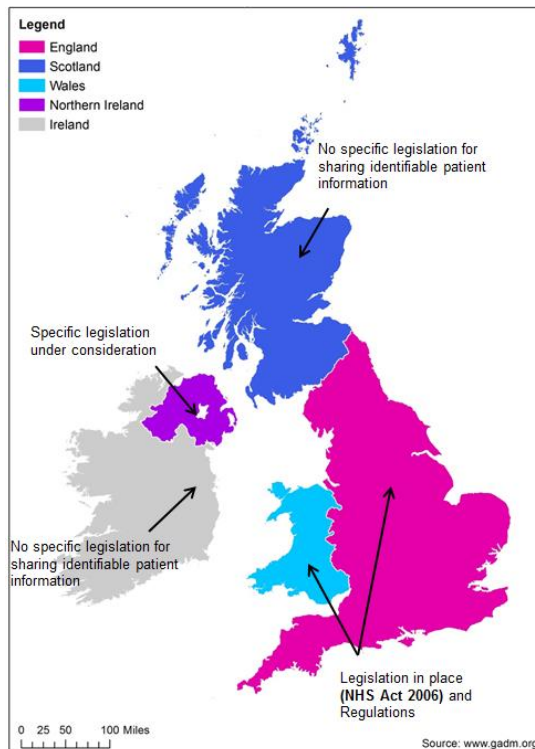 Legend
England
Scotland
Wales
Northern Ireland
Ireland
No specific legislation for
sharing identifiable patient
information
Specific legislation
under consideration
No specific legislation for
sharing identifiable patient
information
Legislation in place
(NHS Act 2006) and
Regulations
0 25 50 100 Miles
Source: www.gadm.org